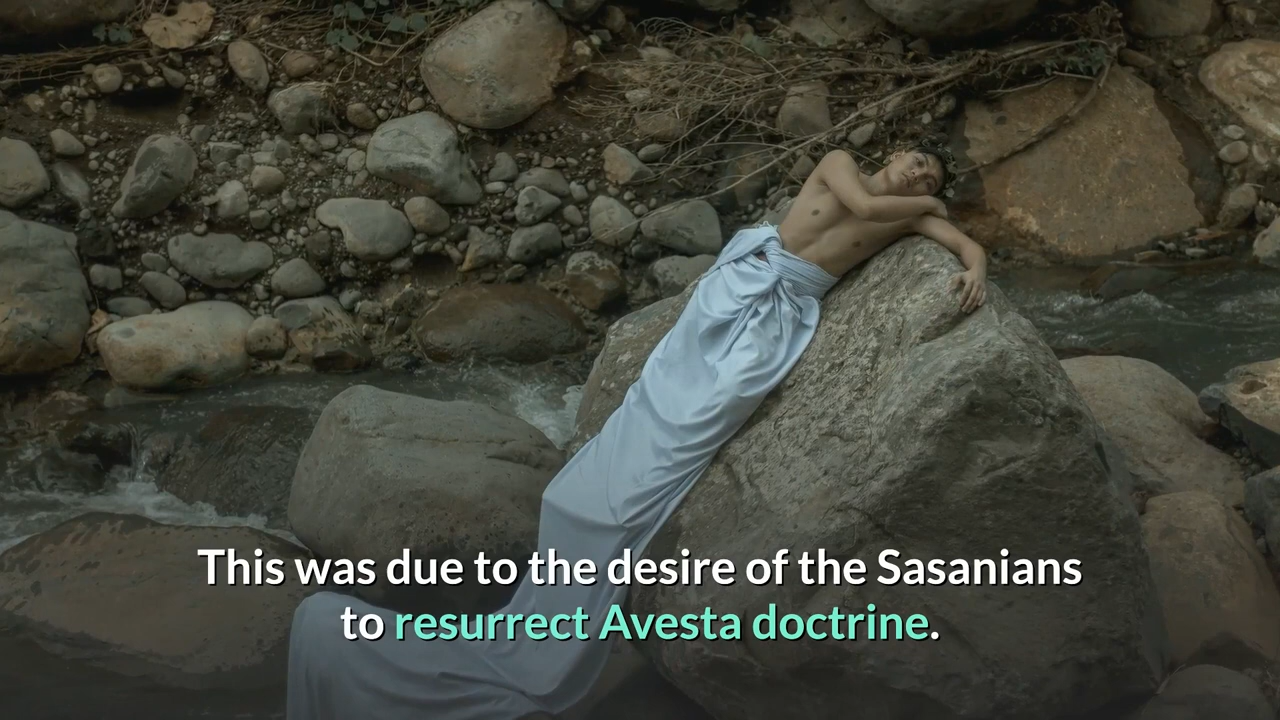 This was due to the desire of the Sasanians
to resurrect Avesta doctrine.